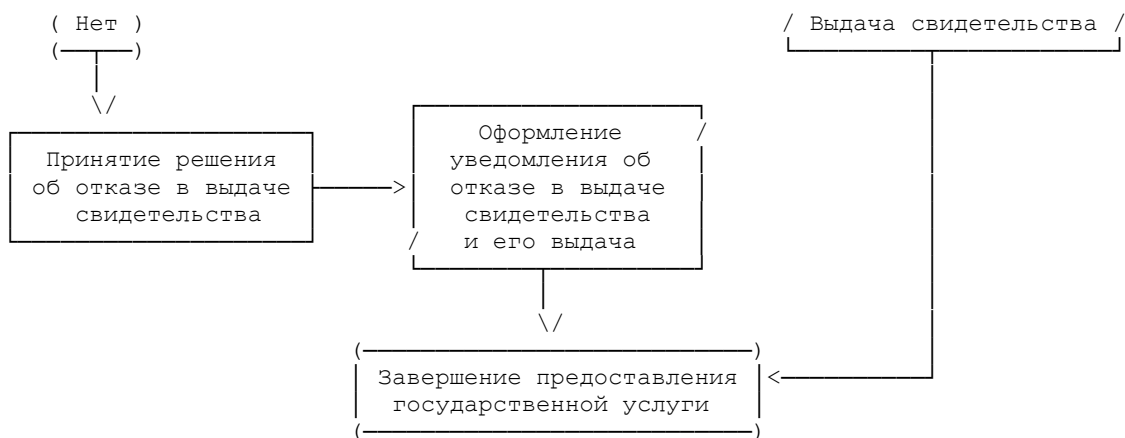 ( Нет )
/ Выдача свидетельства /
Принятие решения
об отказе в выдаче
свидетельства
Оформление
уведомления об
отказе в выдаче
свидетельства
и его выдача
Завершение предоставления
государственной услуги